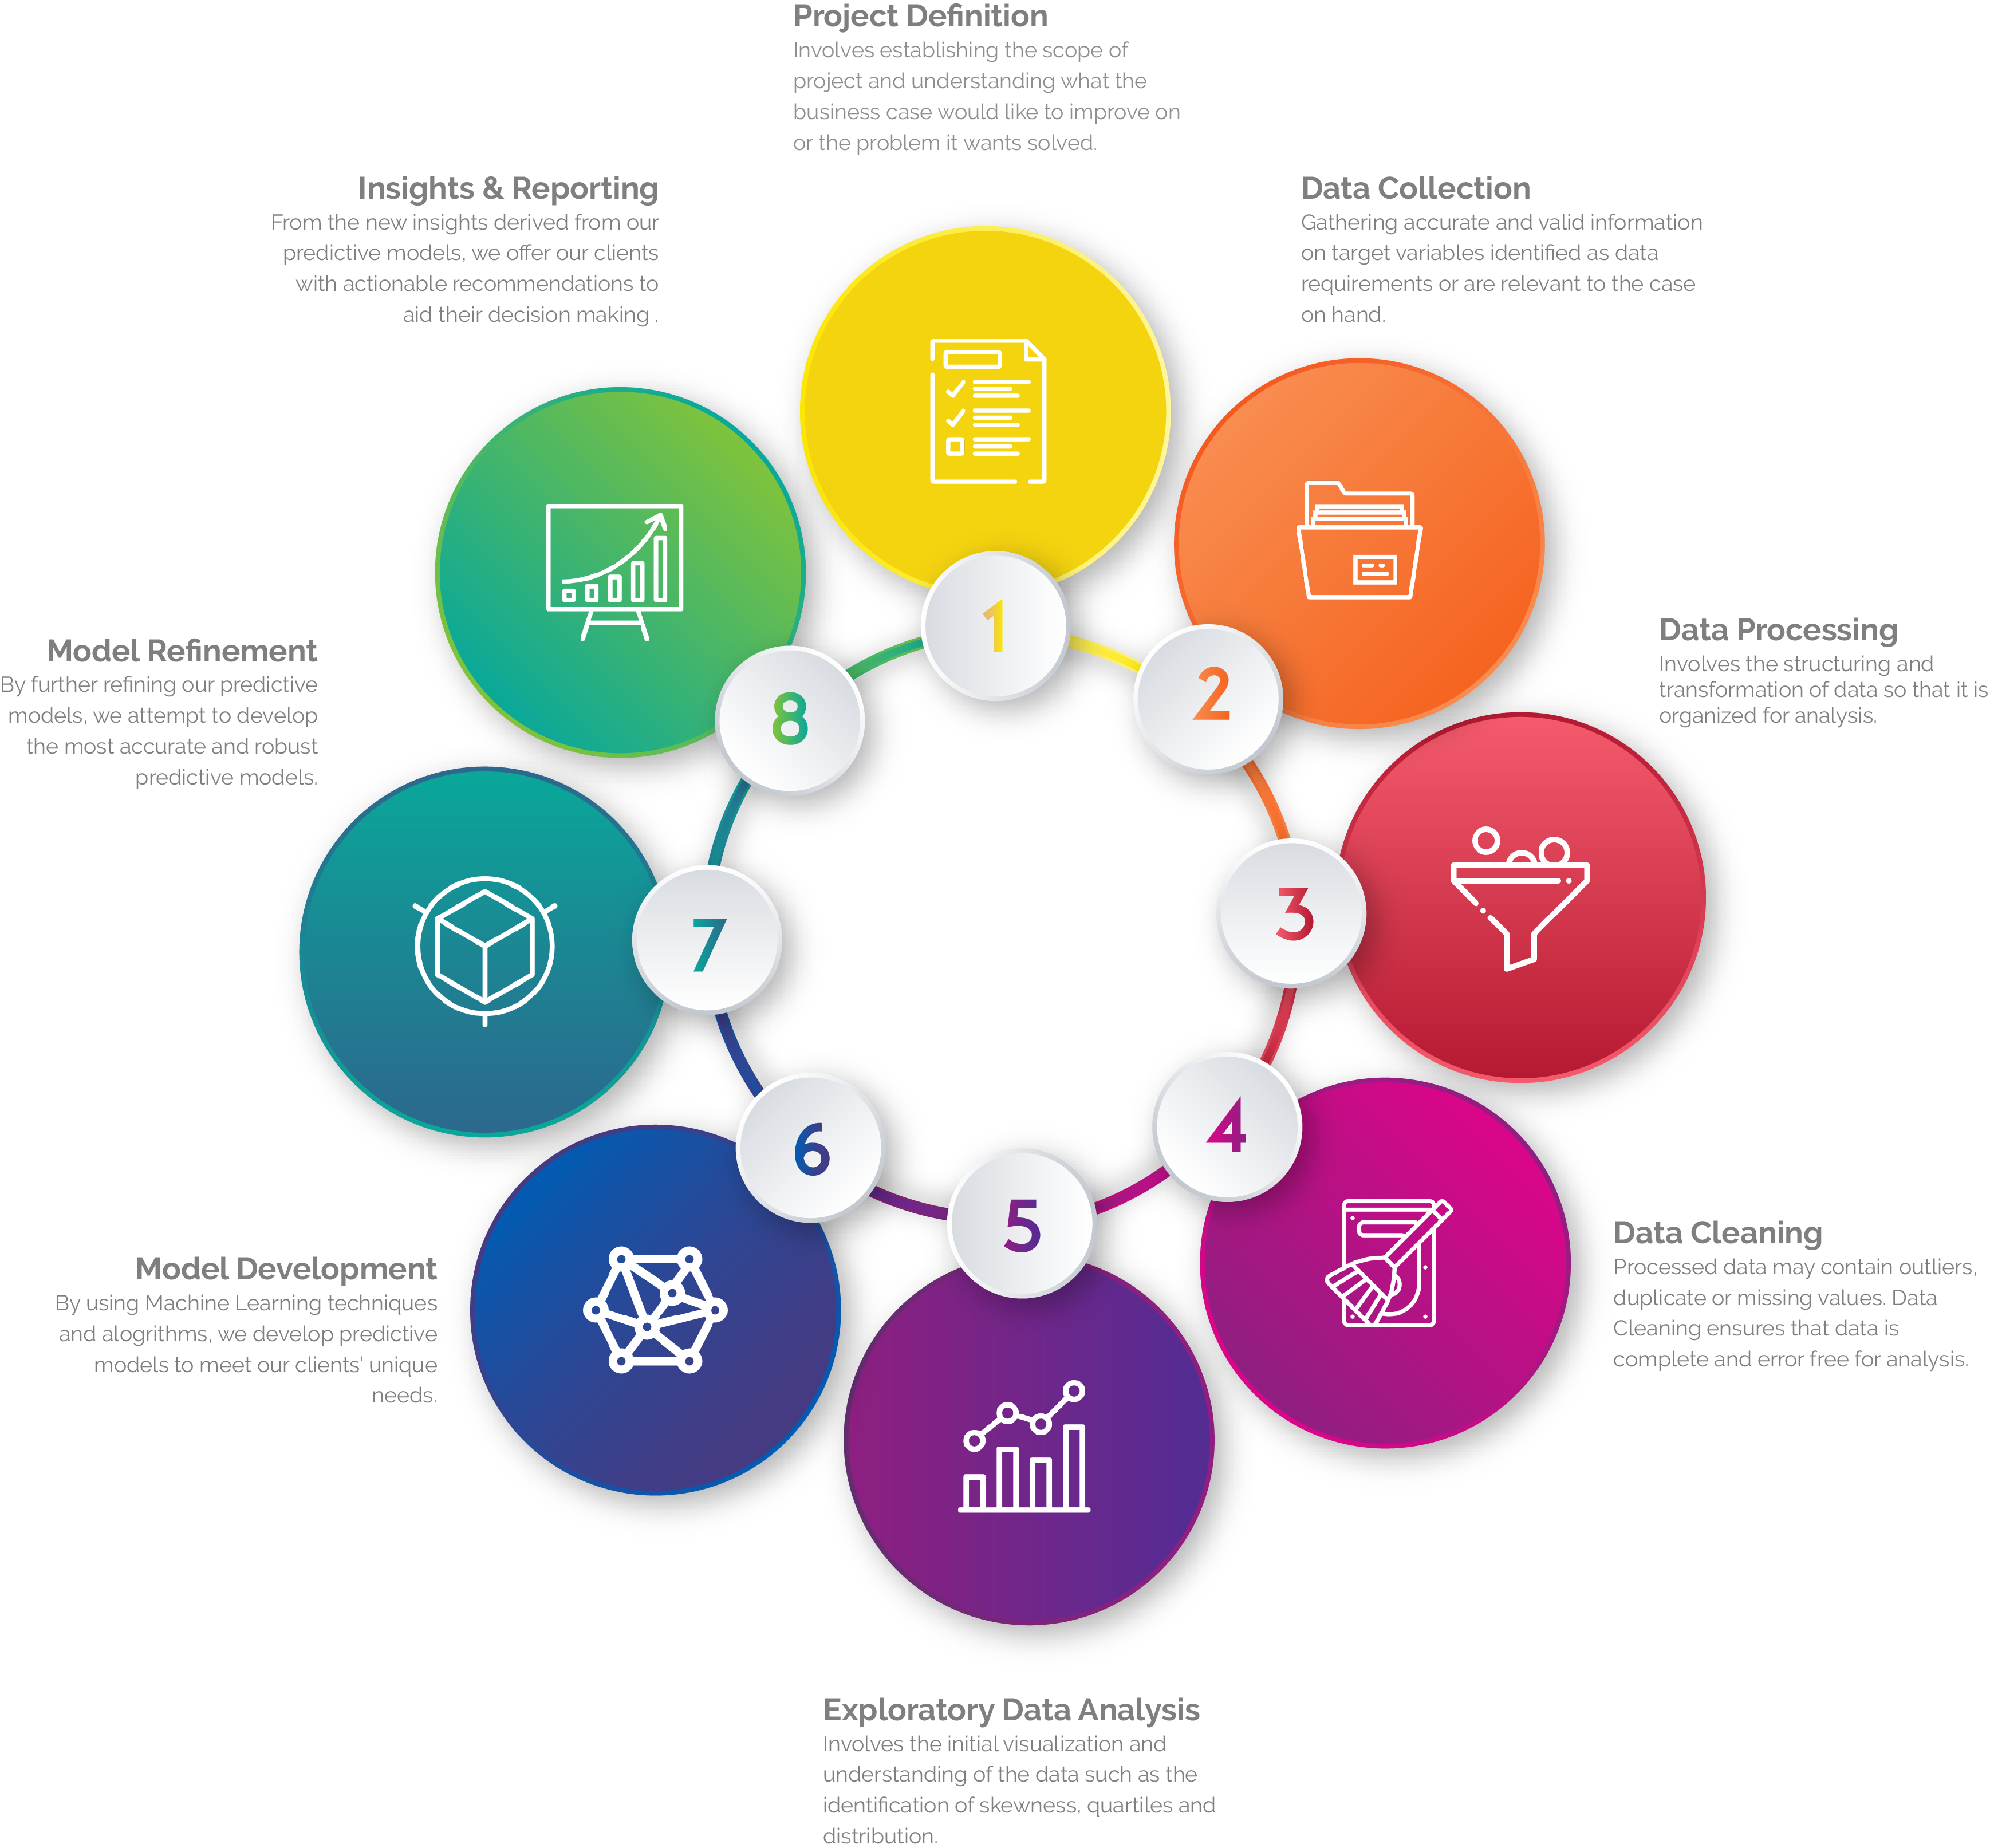 Project Definition
Involves establishing the scope of
project and understanding what the
business case would like to improve on
or the problem it wants solved.
1
Data Collection
Gathering accurate and valid information
on target variables identified as data
requirements or are relevant to the case
on hand.
2
Data Processing
Involves the structuring and
transformation of data so that it is
organized for analysis.
3
Data Cleaning
Processed data may contain outliers,
duplicate or missing values. Data
Cleaning ensures that data is
complete and error free for analysis.
4
Exploratory Data Analysis
Involves the initial visualization and
understanding of the data such as the
identification of skewness, quartiles and
distribution.
5
Model Development
By using Machine Learning techniques
and alogrithms, we develop predictive
models to meet our clients’ unique
needs.
6
Model Refinement
By further refining our predictive
models, we attempt to develop
the most accurate and robust
predictive models.
7
Insights & Reporting
From the new insights derived from our
predictive models, we offer our clients
with actionable recommendations to
aid their decision making .
8